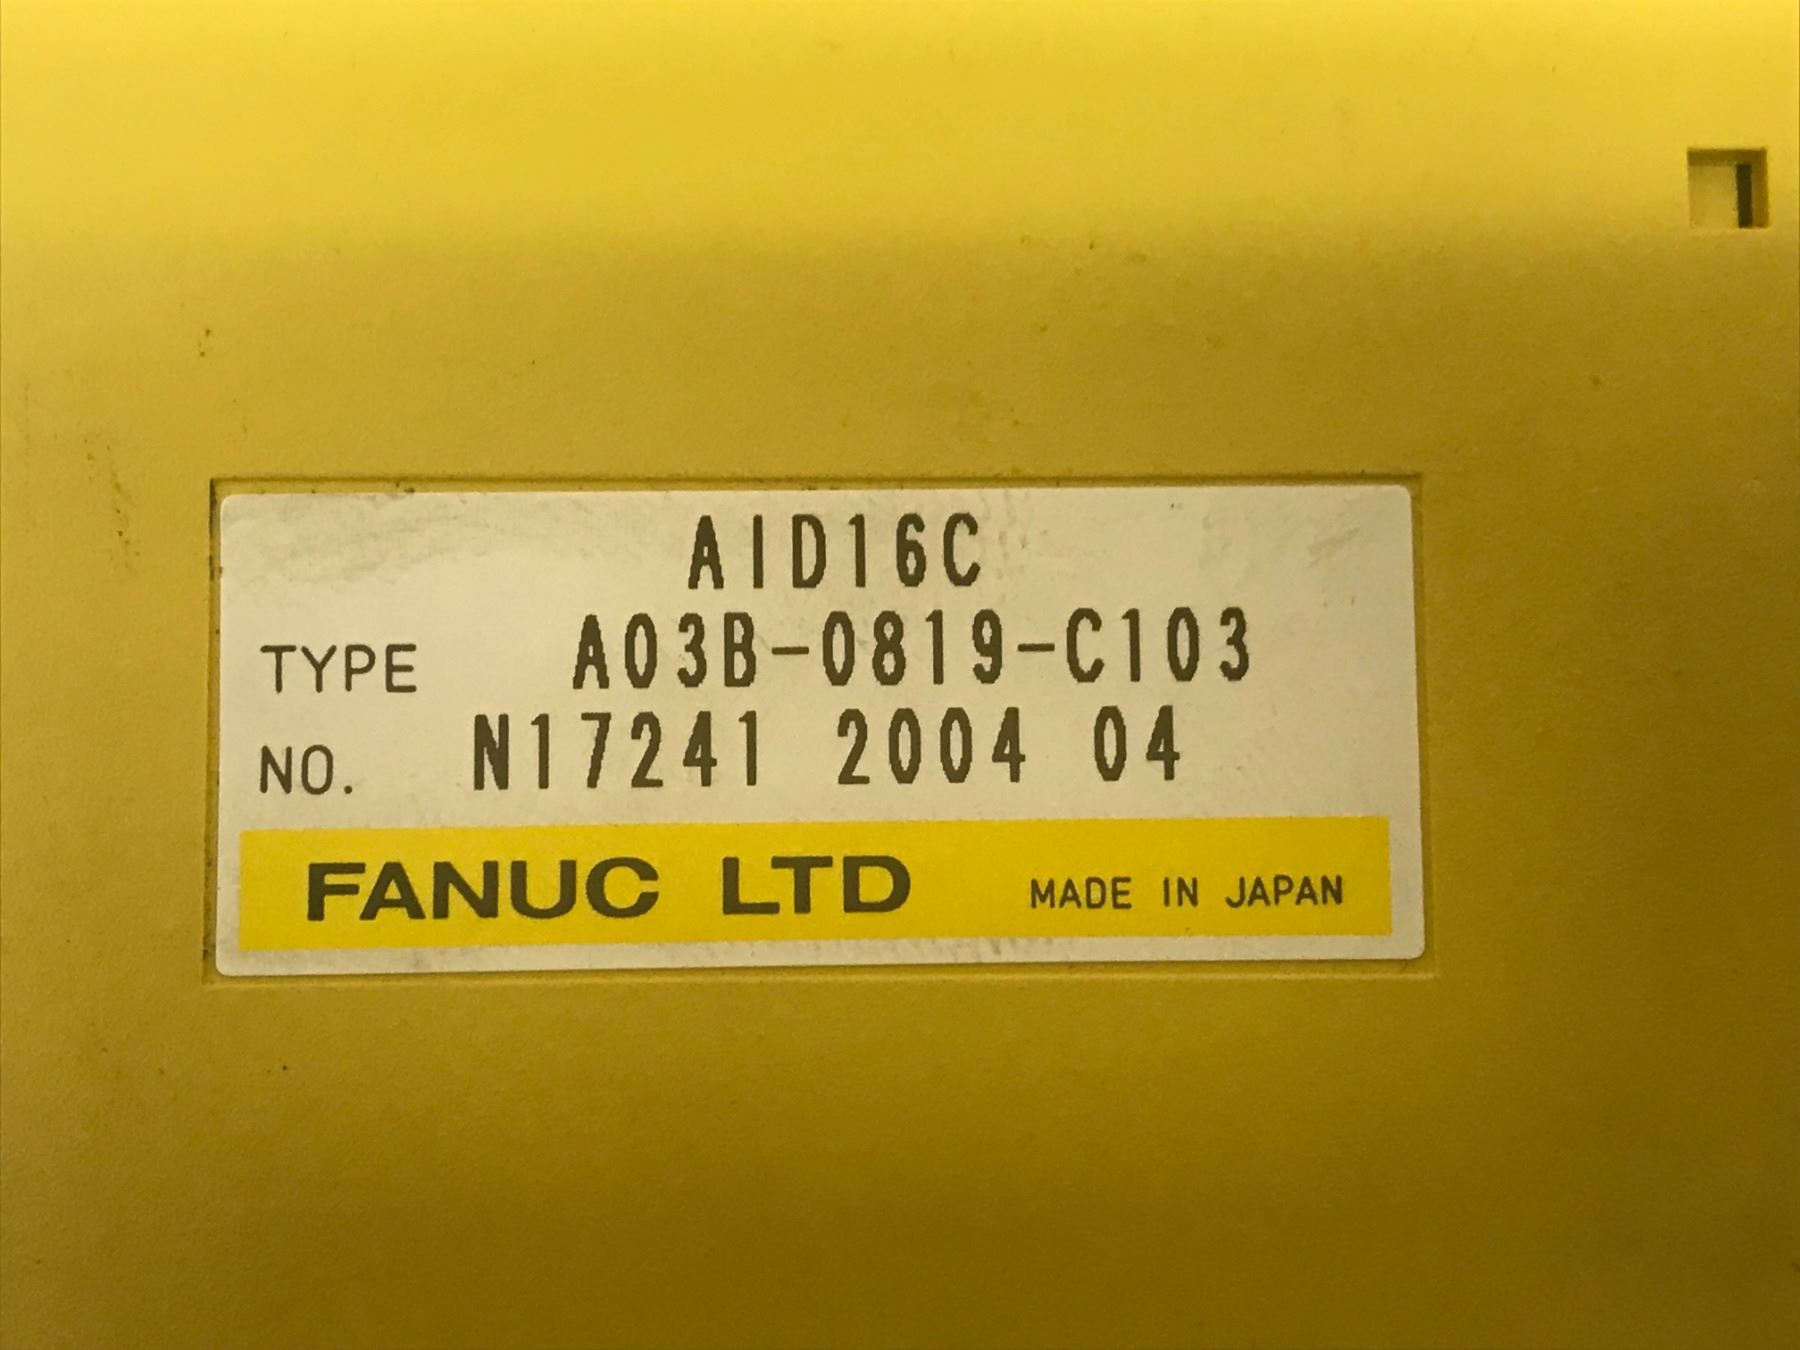 AID16C
TYPE A03B-0819-C103
NO. N17241 2004 04
FANUC LTD MADE IN JAPAN